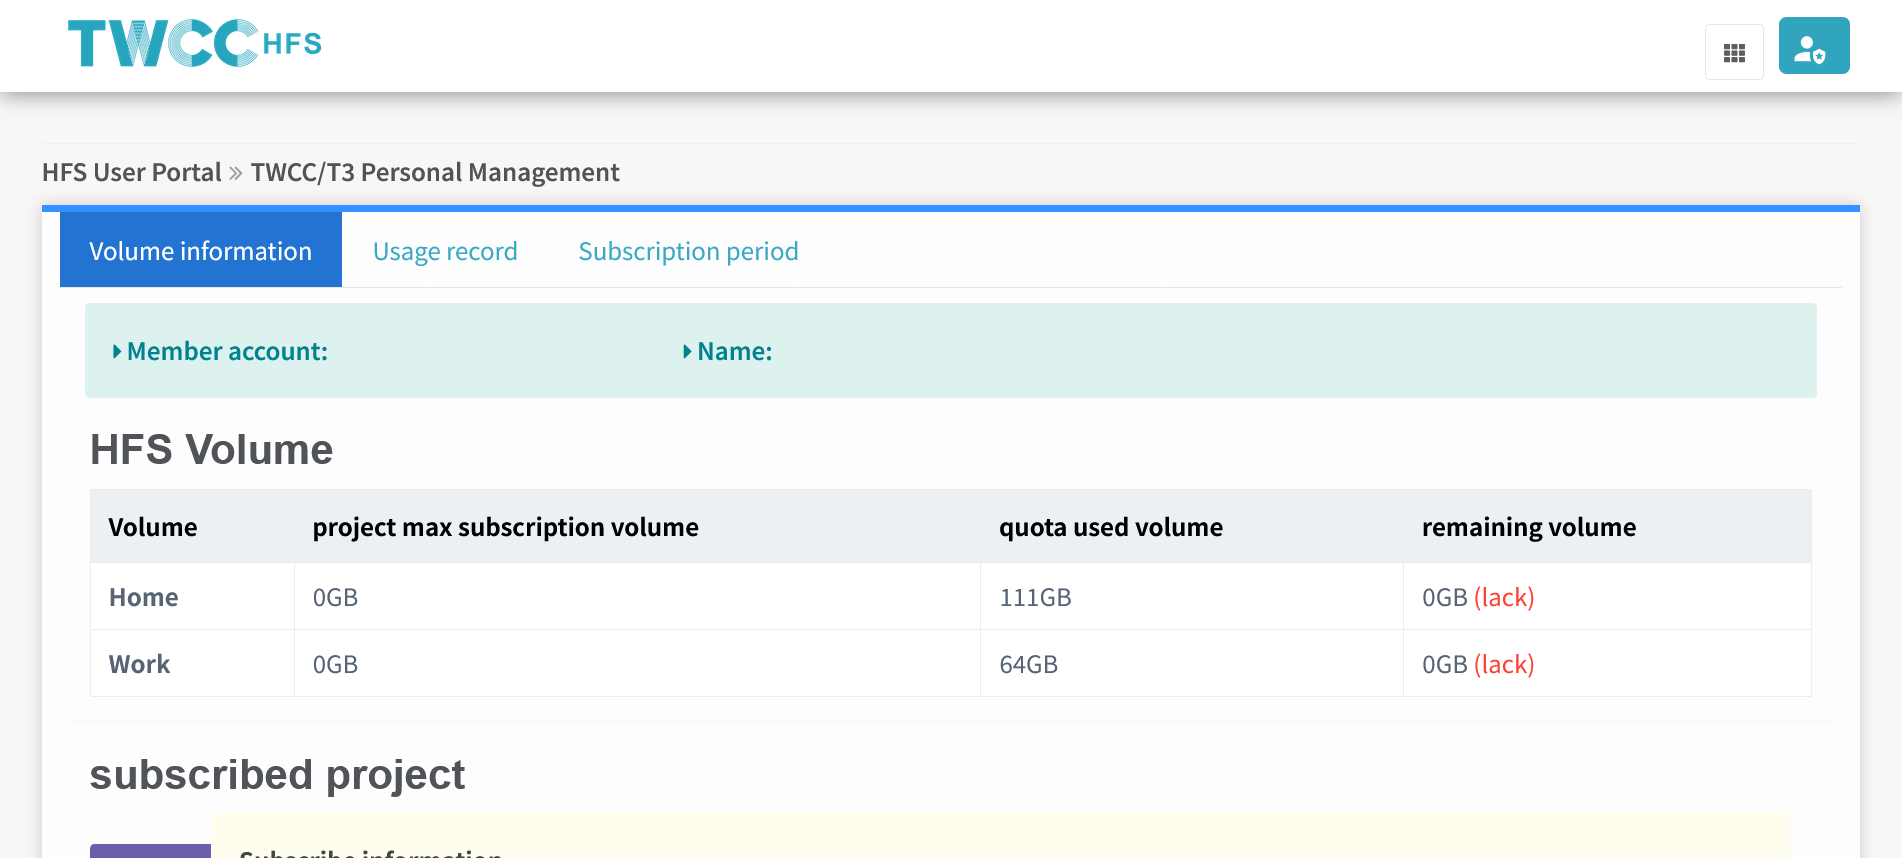 TWCC HFS
HFS User Portal » TWCC/T3 Personal Management
Volume information Usage record Subscription period
Member account: Name:
HFS Volume
Volume project max subscription volume quota used volume remaining volume
Home 0GB 111GB 0GB (lack)
Work 0GB 64GB 0GB (lack)
subscribed project
Subscribe information